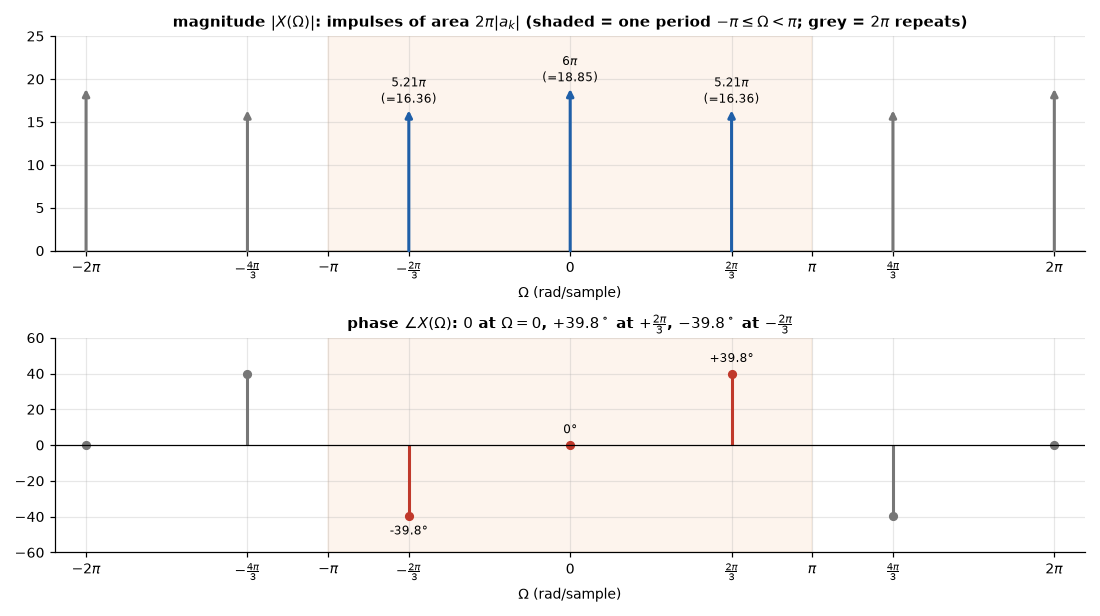 magnitude |X(Ω)|: impulses of area 2π|a_k| (shaded = one period −π ≤ Ω < π; grey = 2π repeats)
25
20
15
10
5
0
6π
(=18.85)
5.21π
(=16.36)
5.21π
(=16.36)
−2π
−4π/3
−π
−2π/3
0
2π/3
π
4π/3
2π
Ω (rad/sample)
phase ∠X(Ω): 0 at Ω = 0, +39.8° at +2π/3, −39.8° at −2π/3
60
40
20
0
−20
−40
−60
+39.8°
0°
-39.8°
−2π
−4π/3
−π
−2π/3
0
2π/3
π
4π/3
2π
Ω (rad/sample)